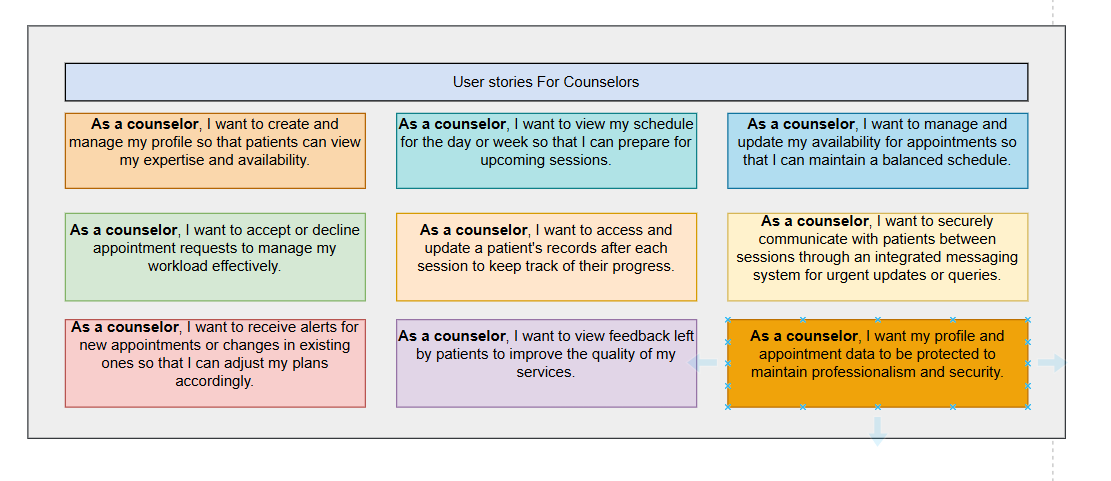 User stories For Counselors
As a counselor, I want to create and
manage my profile so that patients can view
my expertise and availability.
As a counselor, I want to view my schedule
for the day or week so that I can prepare for
upcoming sessions.
As a counselor, I want to manage and
update my availability for appointments so
that I can maintain a balanced schedule.
As a counselor, I want to accept or decline
appointment requests to manage my
workload effectively.
As a counselor, I want to access and
update a patient's records after each
session to keep track of their progress.
As a counselor, I want to securely
communicate with patients between
sessions through an integrated messaging
system for urgent updates or queries.
As a counselor, I want to receive alerts for
new appointments or changes in existing
ones so that I can adjust my plans
accordingly.
As a counselor, I want to view feedback left
by patients to improve the quality of my
services.
As a counselor, I want my profile and
appointment data to be protected to
maintain professionalism and security.